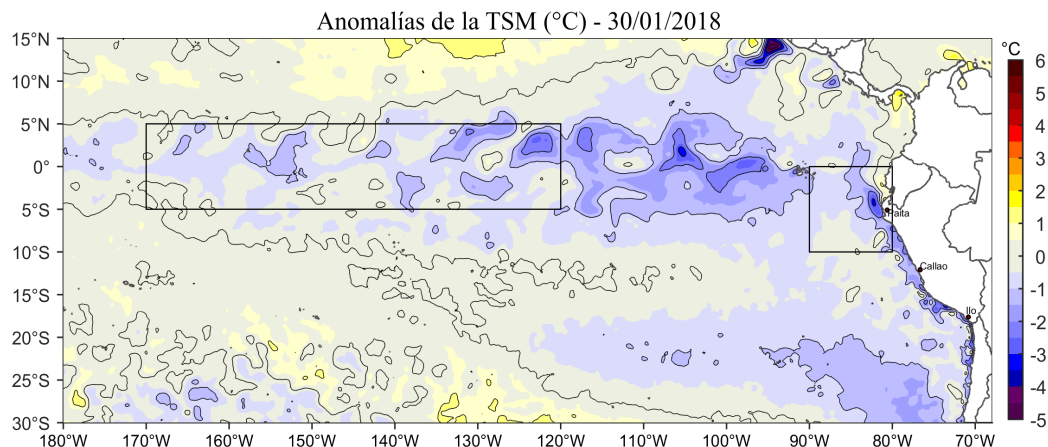 Anomalías de la TSM (°C) - 30/01/2018
°C
15°N
10°N
5°N
0°
5°S
10°S
15°S
20°S
25°S
30°S
180°W
170°W
160°W
150°W
140°W
130°W
120°W
110°W
100°W
90°W
80°W
70°W
Paita
Callao
Ilo
6
5
4
3
2
1
0
-1
-2
-3
-4
-5